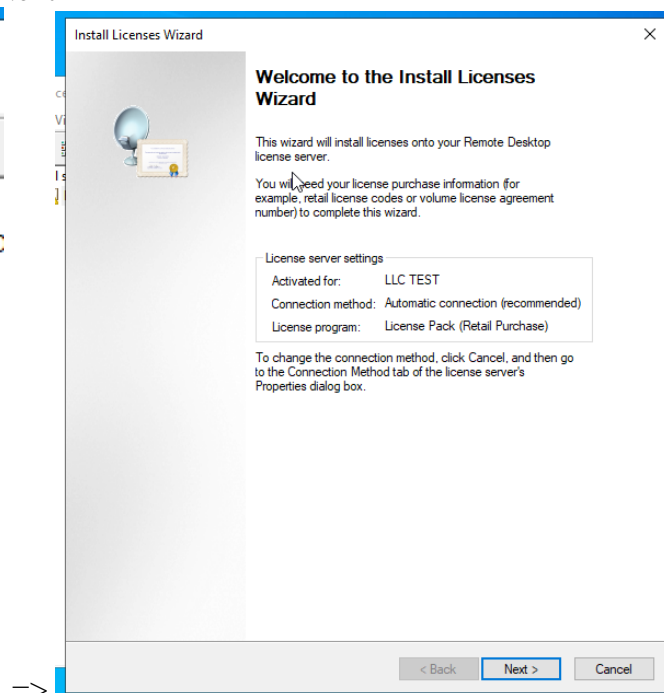 Install Licenses Wizard
Welcome to the Install Licenses
Wizard
This wizard will install licenses onto your Remote Desktop
license server.
You will need your license purchase information (for
example, retail license codes or volume license agreement
number) to complete this wizard.
License server settings
Activated for: LLC TEST
Connection method: Automatic connection (recommended)
License program: License Pack (Retail Purchase)
To change the connection method, click Cancel, and then go
to the Connection Method tab of the license server's
Properties dialog box.
< Back Next > Cancel
–>